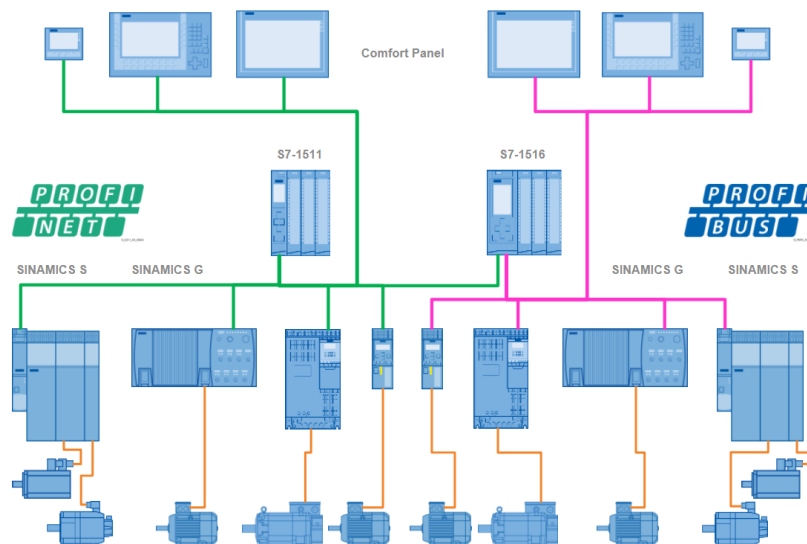 Comfort Panel
S7-1511
S7-1516
PROFI
NET
PROFI
BUS
SINAMICS S
SINAMICS G
SINAMICS G
SINAMICS S